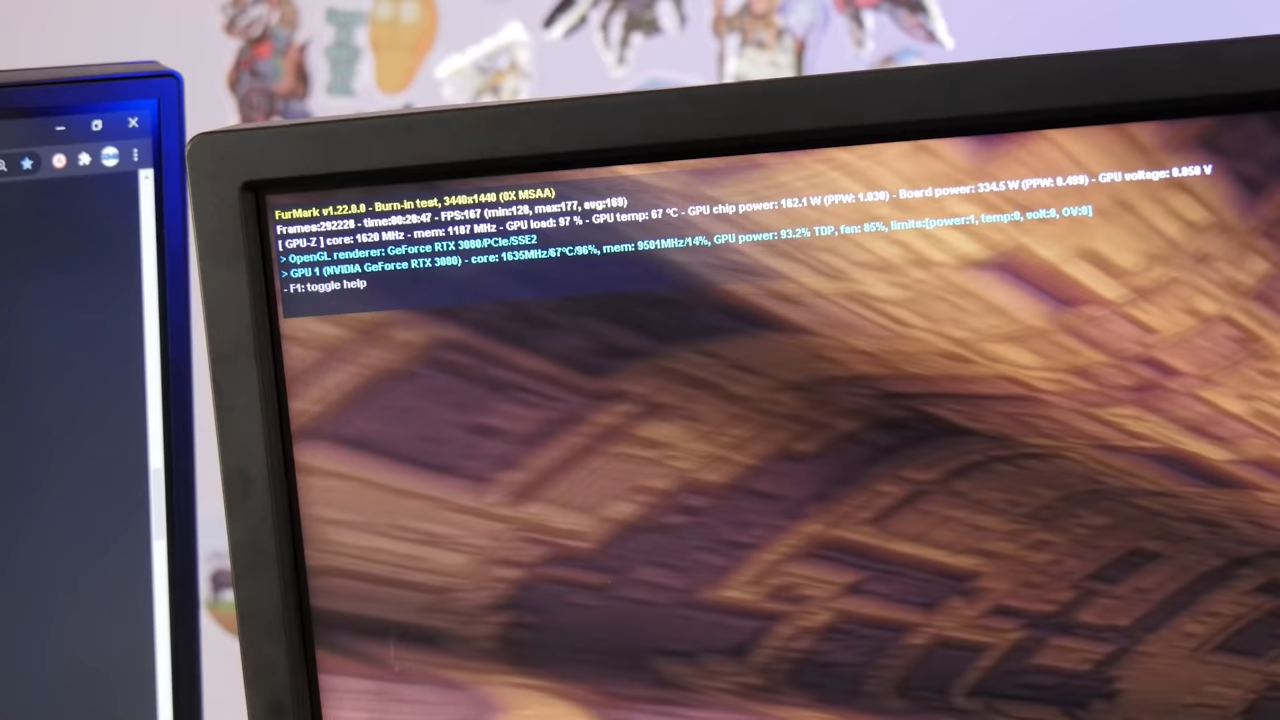 FurMark v1.22.0.0 - Burn-in test, 3440x1440 (0X MSAA)
Frames:292228 - time:00:28:47 - FPS:167 (min:128, max:177, avg:169)
[ GPU-Z ] core: 1620 MHz - mem: 1187 MHz - GPU load: 97 % - GPU temp: 67 °C - GPU chip power: 162.1 W (PPW: 1.030) - Board power: 334.5 W (PPW: 0.499) - GPU voltage: 0.850 V
> OpenGL renderer: GeForce RTX 3080/PCIe/SSE2
> GPU 1 (NVIDIA GeForce RTX 3080) - core: 1635MHz/67°C/96%, mem: 9501MHz/14%, GPU power: 93.2% TDP, fan: 85%, limits:[power:1, temp:0, volt:0, OV:0]
- F1: toggle help